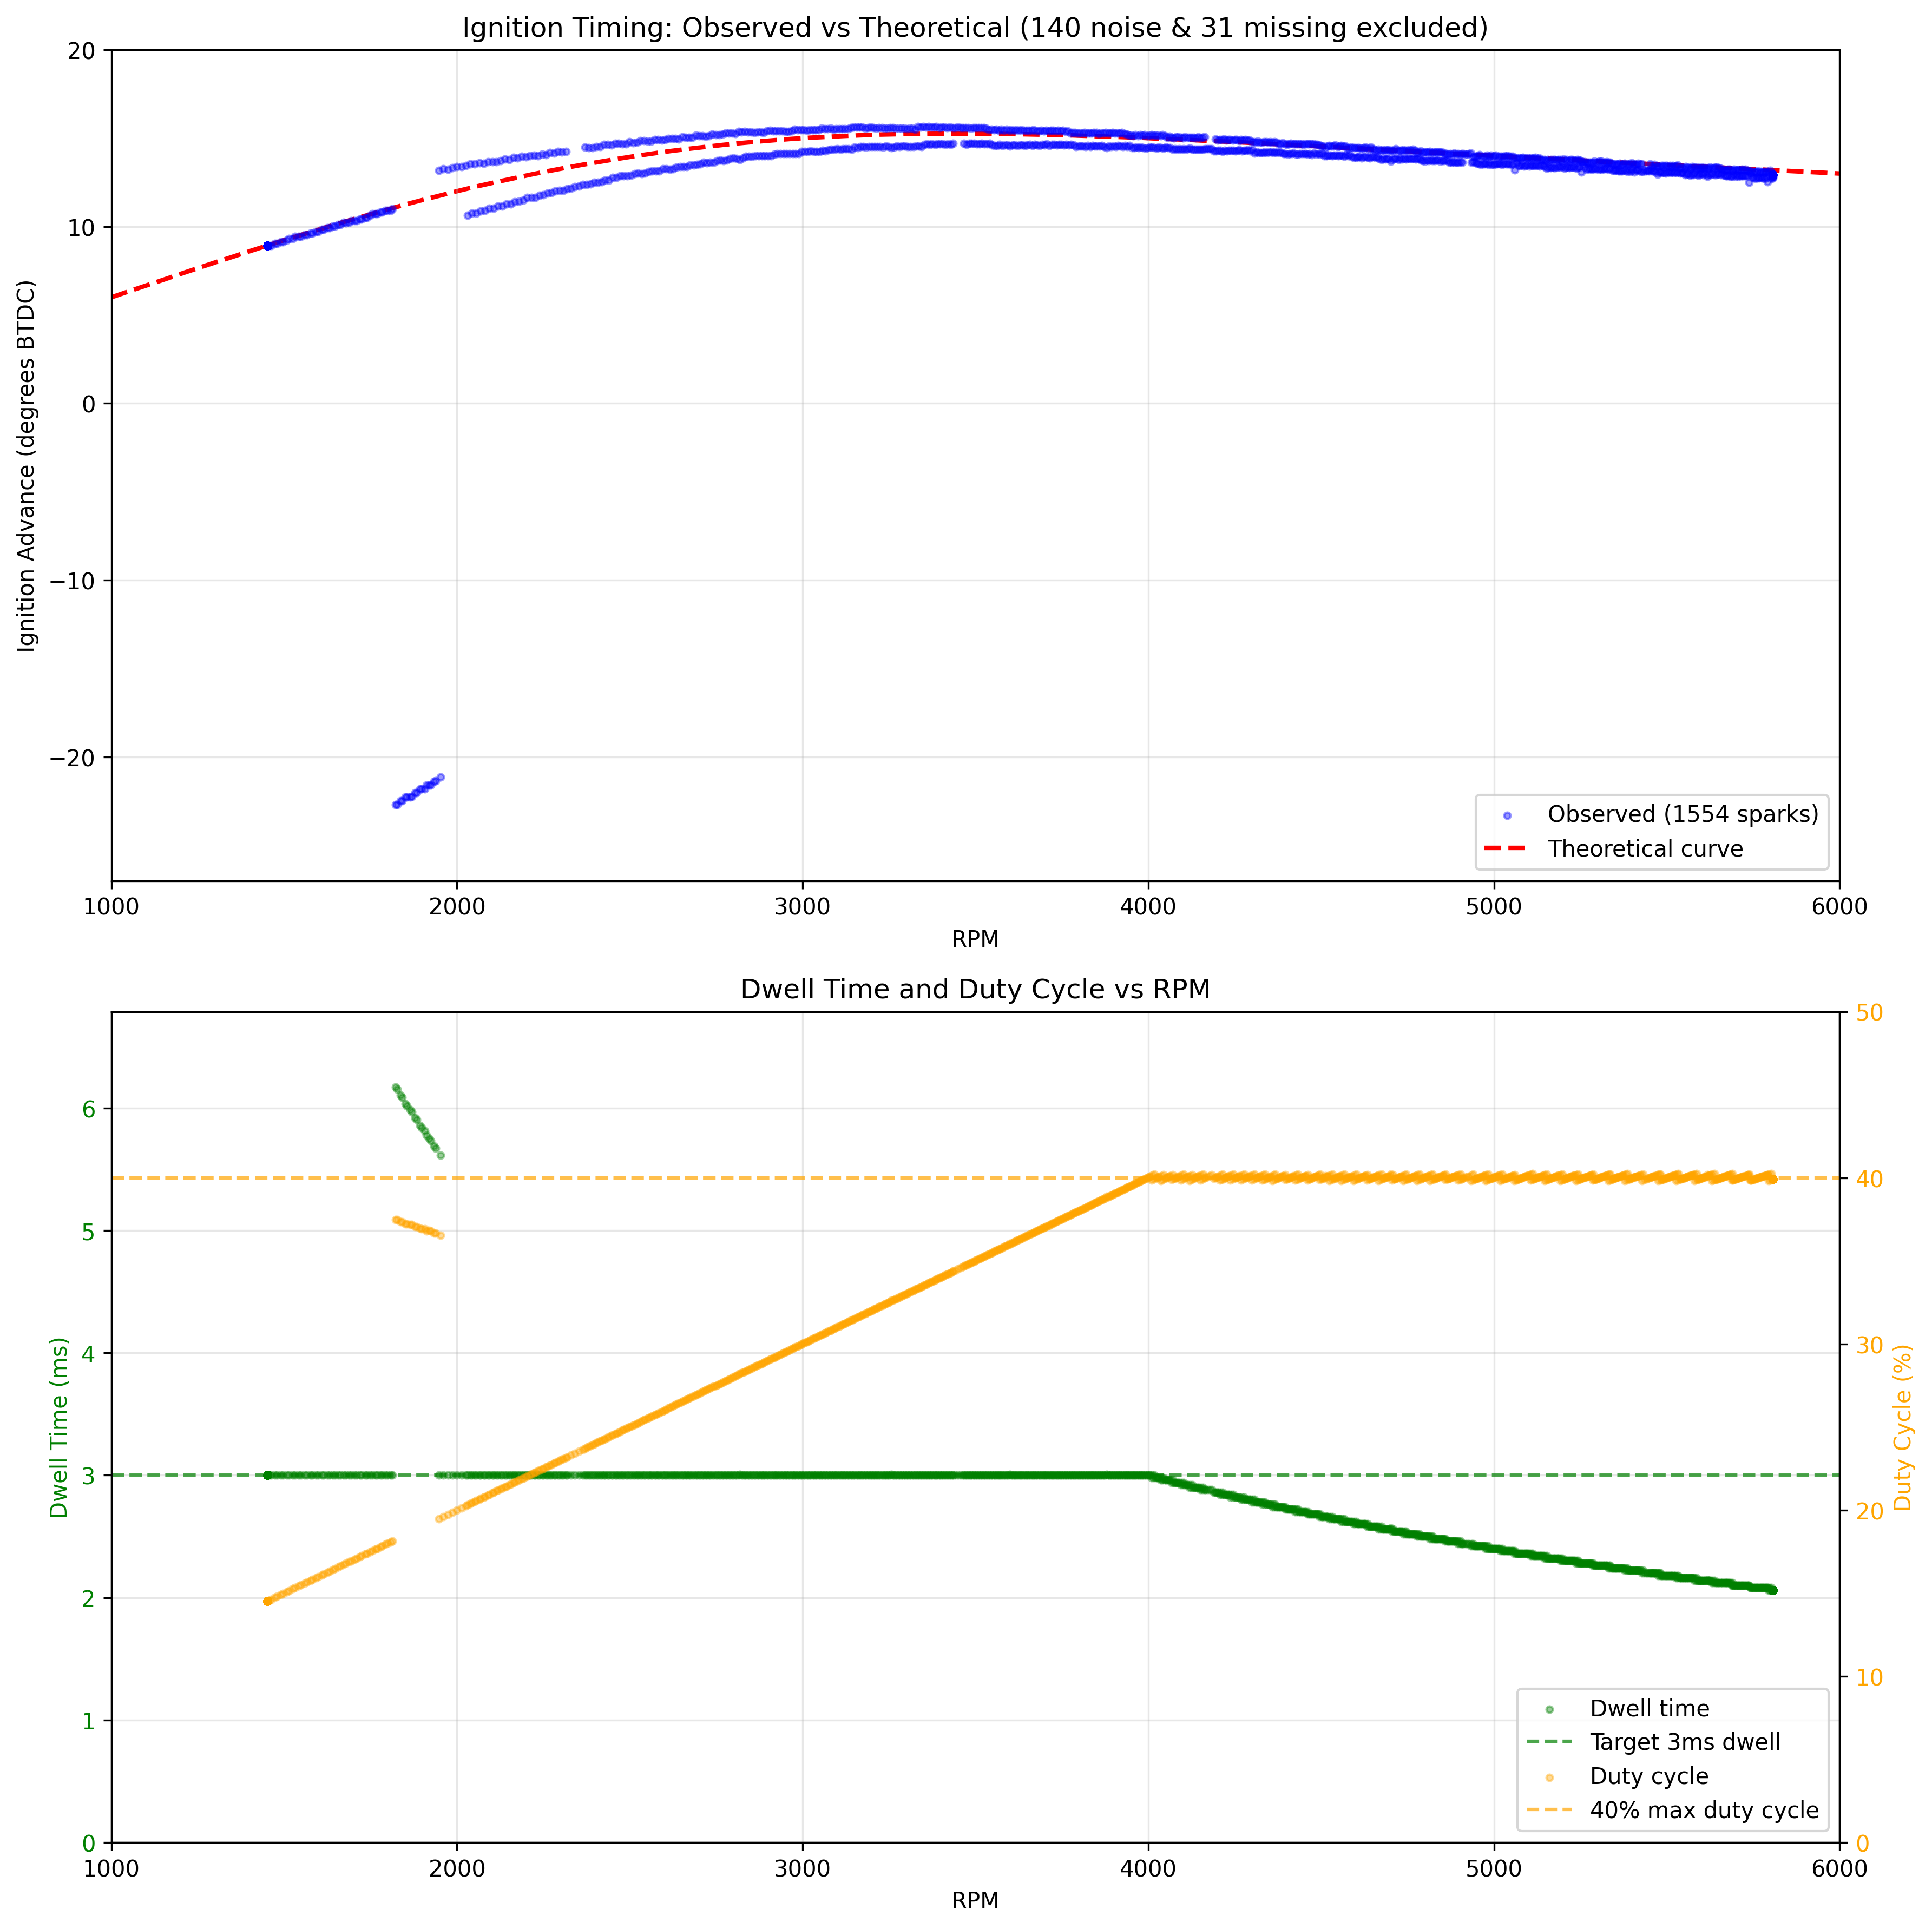 Ignition Timing: Observed vs Theoretical (140 noise & 31 missing excluded)
Ignition Advance (degrees BTDC)
20
10
0
−10
−20
Observed (1554 sparks)
Theoretical curve
1000 2000 3000 4000 5000 6000
RPM
Dwell Time and Duty Cycle vs RPM
Dwell Time (ms)
6
5
4
3
2
1
0
50
40
30
20
10
0
Duty Cycle (%)
Dwell time
Target 3ms dwell
Duty cycle
40% max duty cycle
1000 2000 3000 4000 5000 6000
RPM